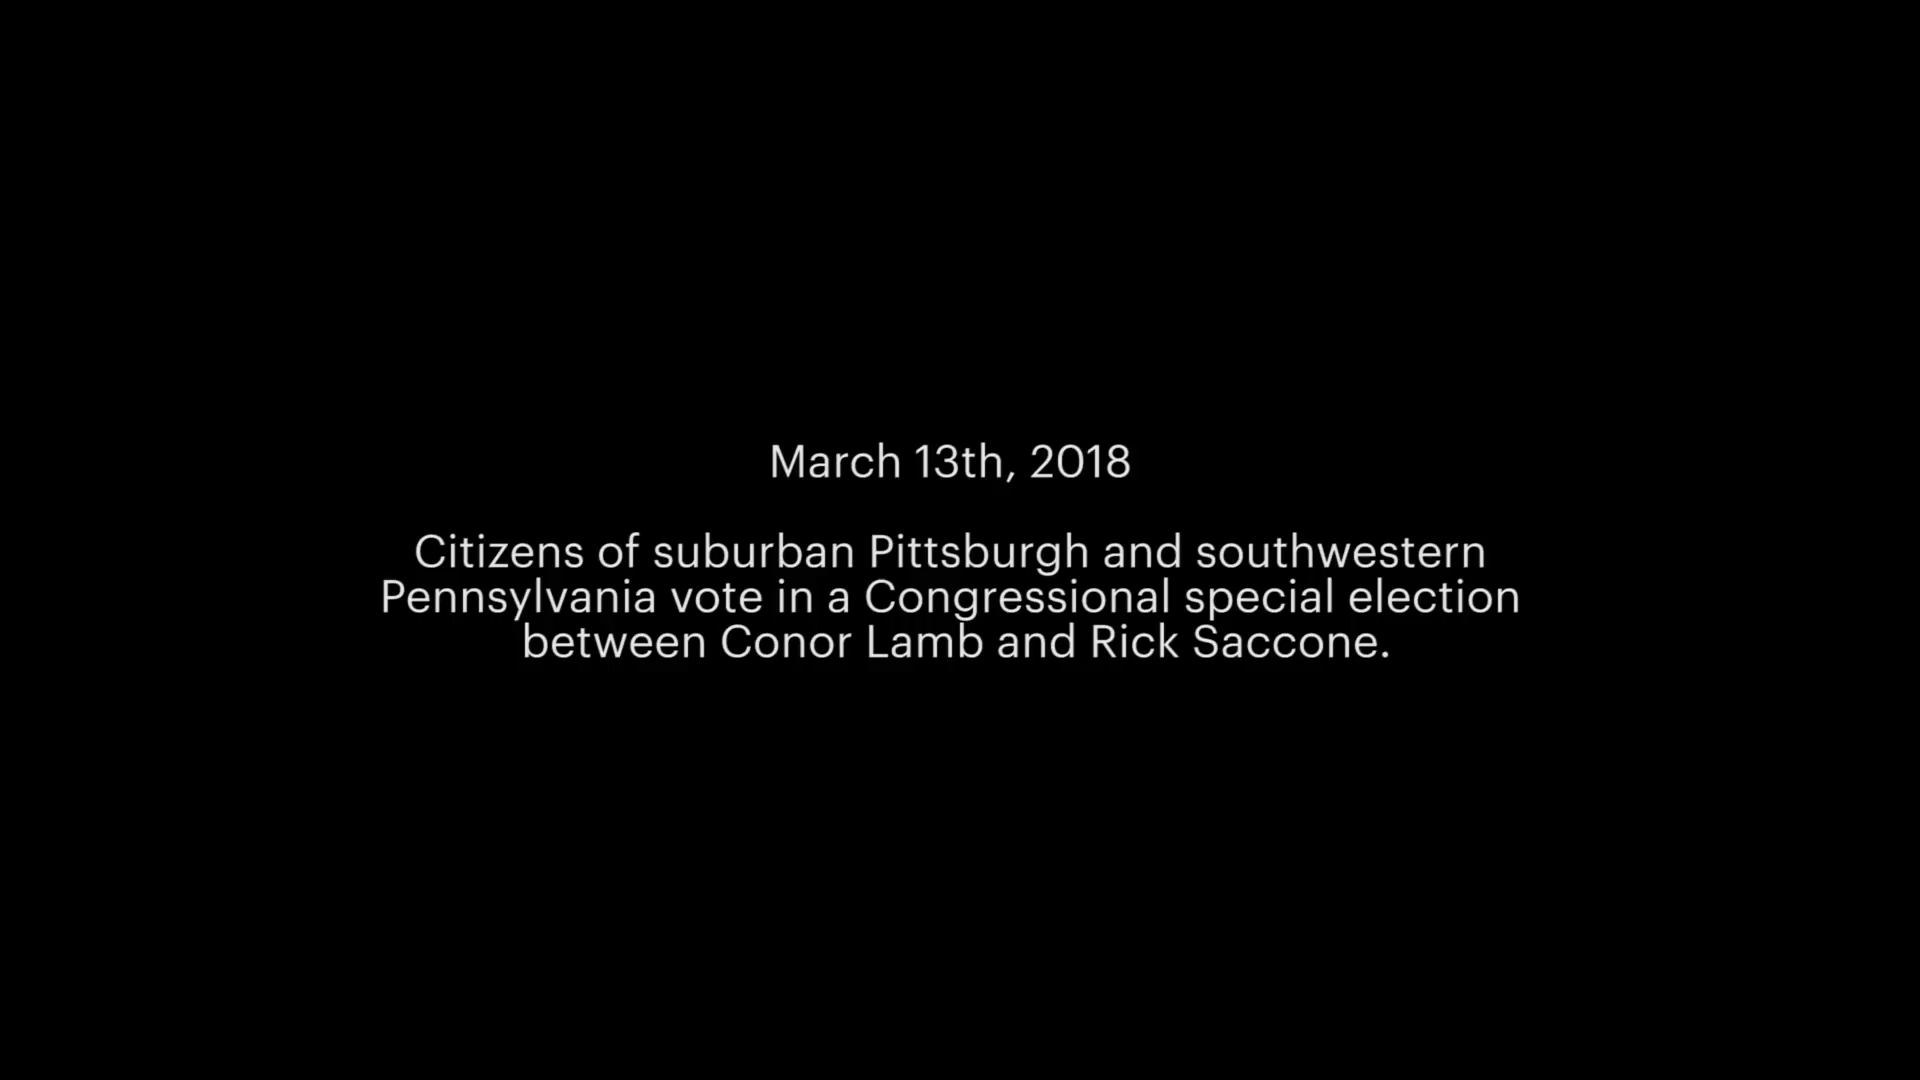 March 13th, 2018
Citizens of suburban Pittsburgh and southwestern
Pennsylvania vote in a Congressional special election
between Conor Lamb and Rick Saccone.